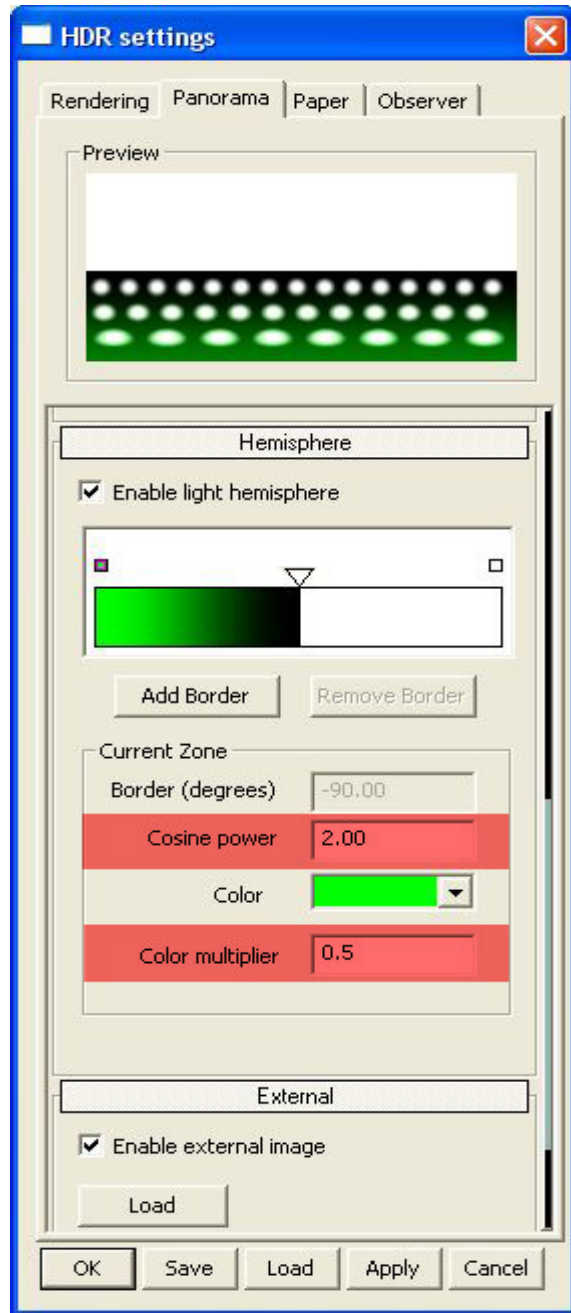 HDR settings
Rendering Panorama Paper Observer
Preview
Hemisphere
Enable light hemisphere
Add Border Remove Border
Current Zone
Border (degrees) -90.00
Cosine power 2.00
Color
Color multiplier 0.5
External
Enable external image
Load
OK Save Load Apply Cancel